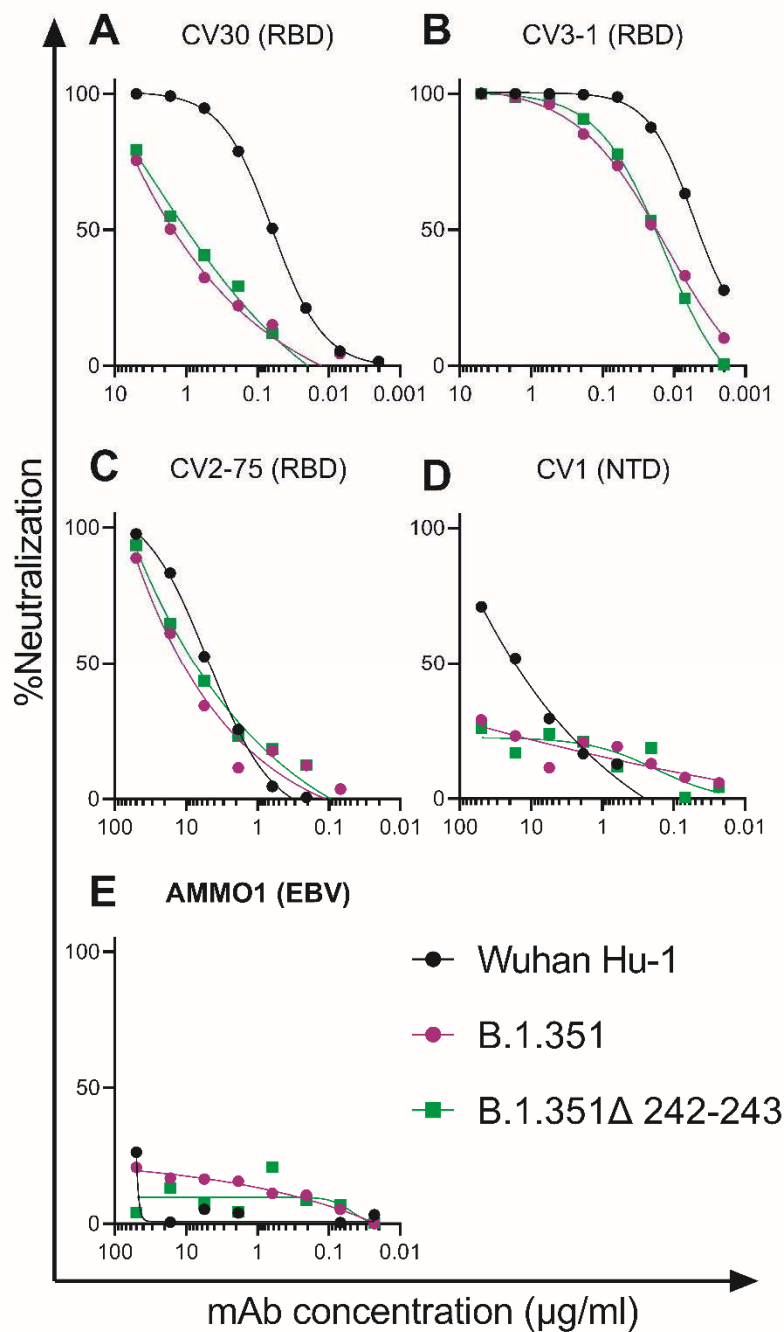 A CV30 (RBD)
B CV3-1 (RBD)
100
50
0
10 1 0.1 0.01 0.001
100
50
0
10 1 0.1 0.01 0.001
C CV2-75 (RBD)
D CV1 (NTD)
100
50
0
100 10 1 0.1 0.01
100
50
0
100 10 1 0.1 0.01
E AMMO1 (EBV)
100
50
0
100 10 1 0.1 0.01
Wuhan Hu-1
B.1.351
B.1.351Δ 242-243
%Neutralization
mAb concentration (µg/ml)